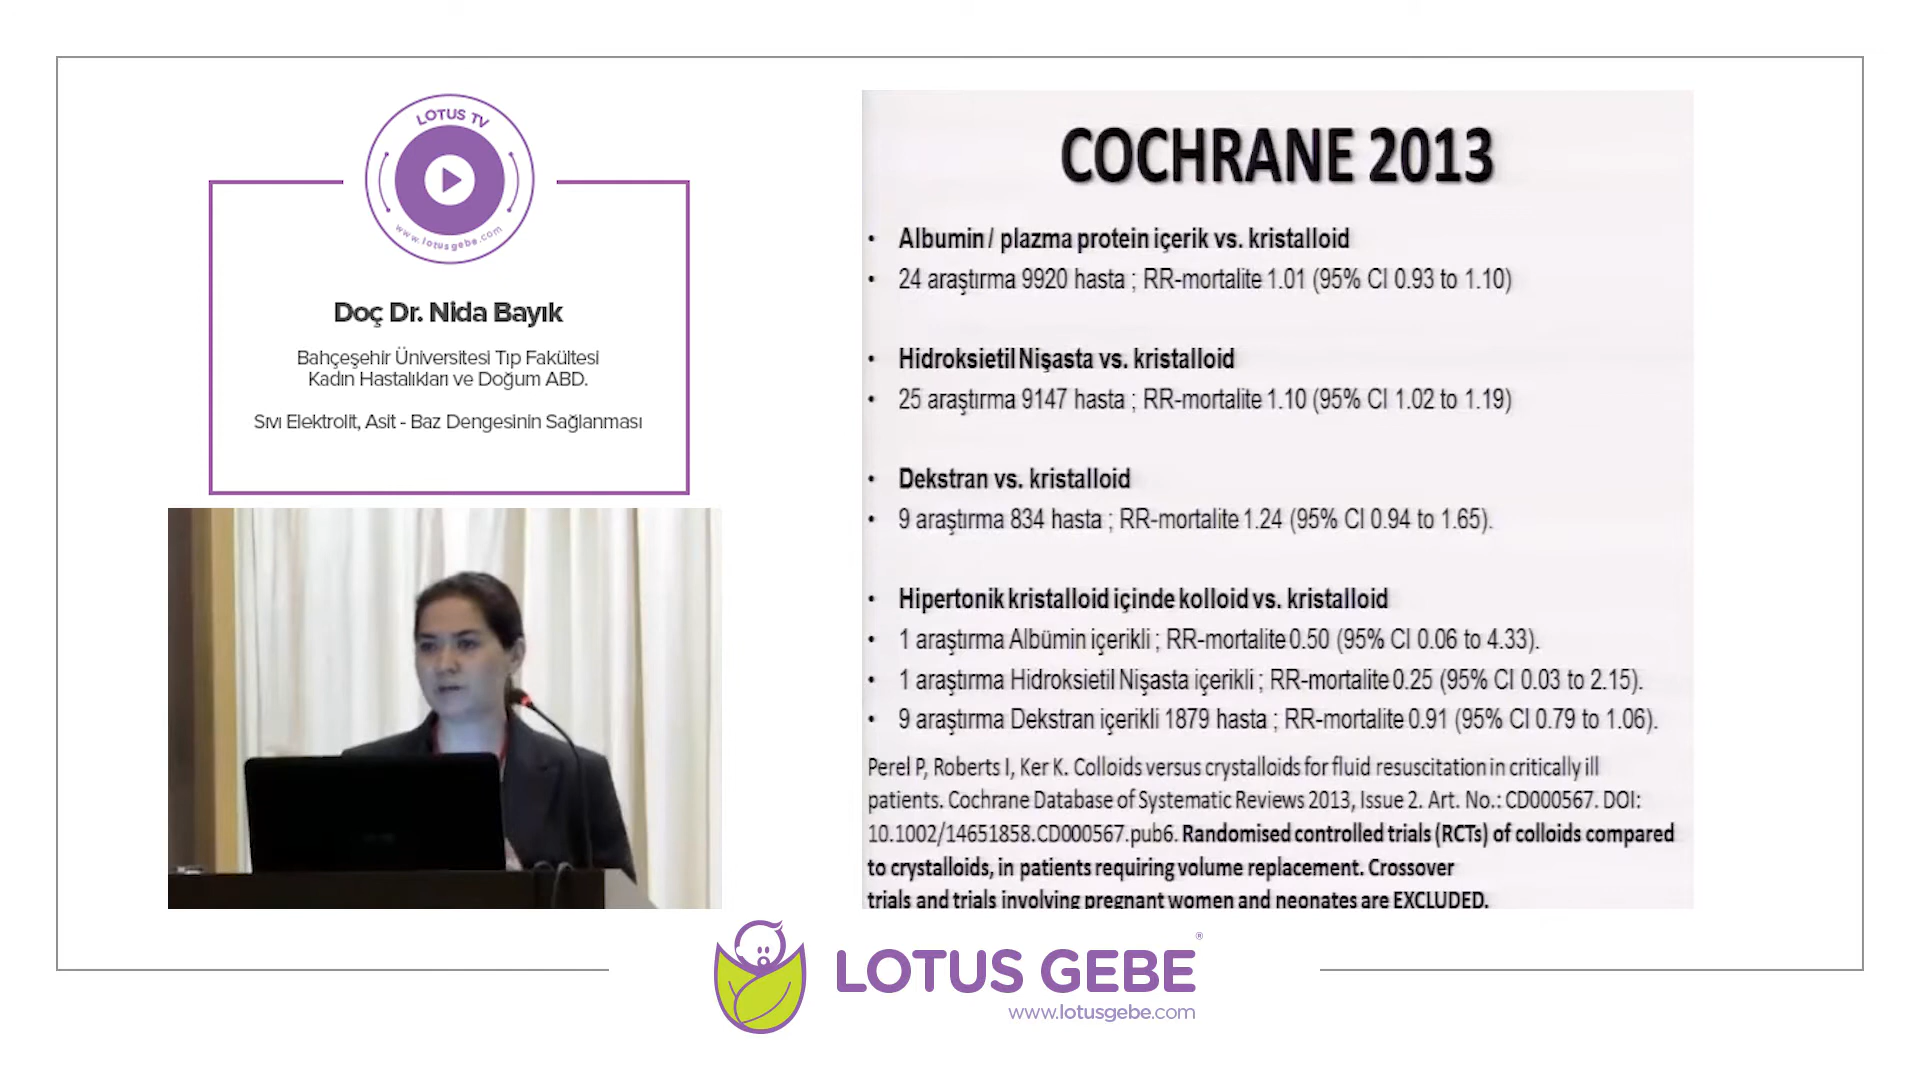 LOTUS TV
www.lotusgebe.com
Doç Dr. Nida Bayık
Bahçeşehir Üniversitesi Tıp Fakültesi
Kadın Hastalıkları ve Doğum ABD.
Sıvı Elektrolit, Asit - Baz Dengesinin Sağlanması
COCHRANE 2013
• Albumin / plazma protein içerik vs. kristalloid
• 24 araştırma 9920 hasta ; RR-mortalite 1.01 (95% CI 0.93 to 1.10)
• Hidroksietil Nişasta vs. kristalloid
• 25 araştırma 9147 hasta ; RR-mortalite 1.10 (95% CI 1.02 to 1.19)
• Dekstran vs. kristalloid
• 9 araştırma 834 hasta ; RR-mortalite 1.24 (95% CI 0.94 to 1.65).
• Hipertonik kristalloid içinde kolloid vs. kristalloid
• 1 araştırma Albümin içerikli ; RR-mortalite 0.50 (95% CI 0.06 to 4.33).
• 1 araştırma Hidroksietil Nişasta içerikli ; RR-mortalite 0.25 (95% CI 0.03 to 2.15).
• 9 araştırma Dekstran içerikli 1879 hasta ; RR-mortalite 0.91 (95% CI 0.79 to 1.06).
Perel P, Roberts I, Ker K. Colloids versus crystalloids for fluid resuscitation in critically ill
patients. Cochrane Database of Systematic Reviews 2013, Issue 2. Art. No.: CD000567. DOI:
10.1002/14651858.CD000567.pub6. Randomised controlled trials (RCTs) of colloids compared
to crystalloids, in patients requiring volume replacement. Crossover
trials and trials involving pregnant women and neonates are EXCLUDED.
LOTUS GEBE®
www.lotusgebe.com